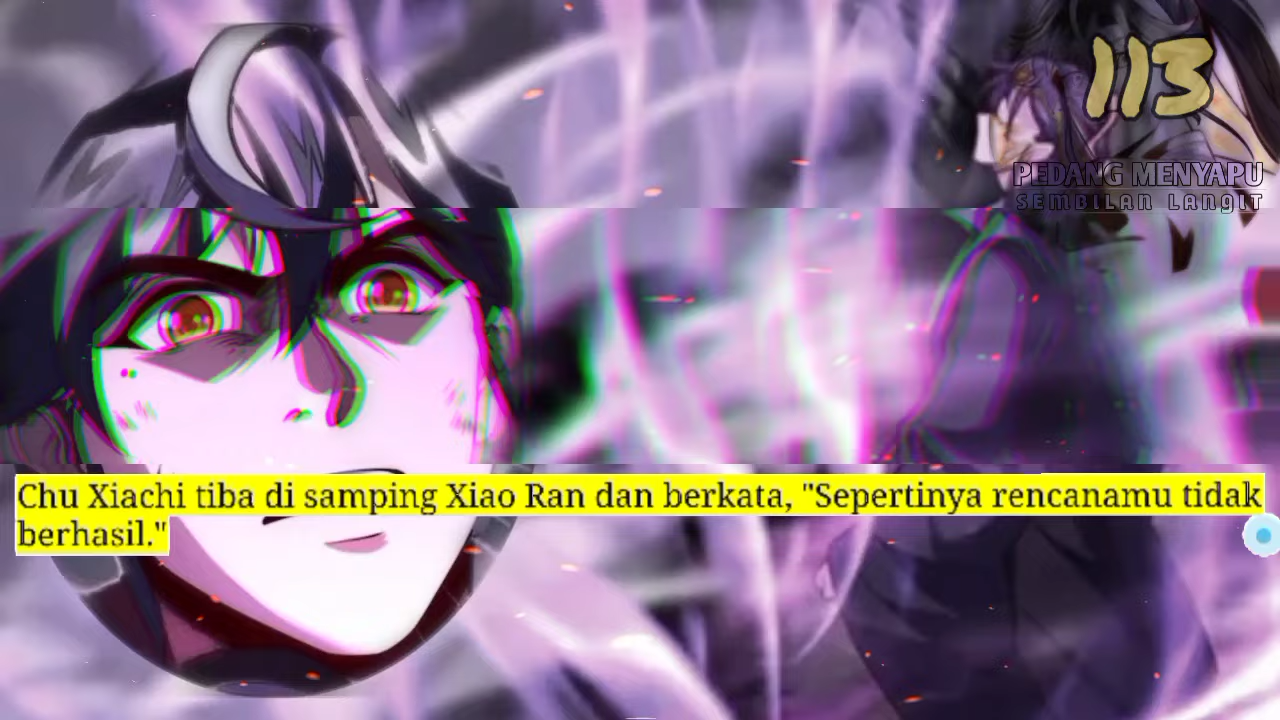 113
PEDANG MENYAPU
SEMBILAN LANGIT
Chu Xiachi tiba di samping Xiao Ran dan berkata, "Sepertinya rencanamu tidak
berhasil."